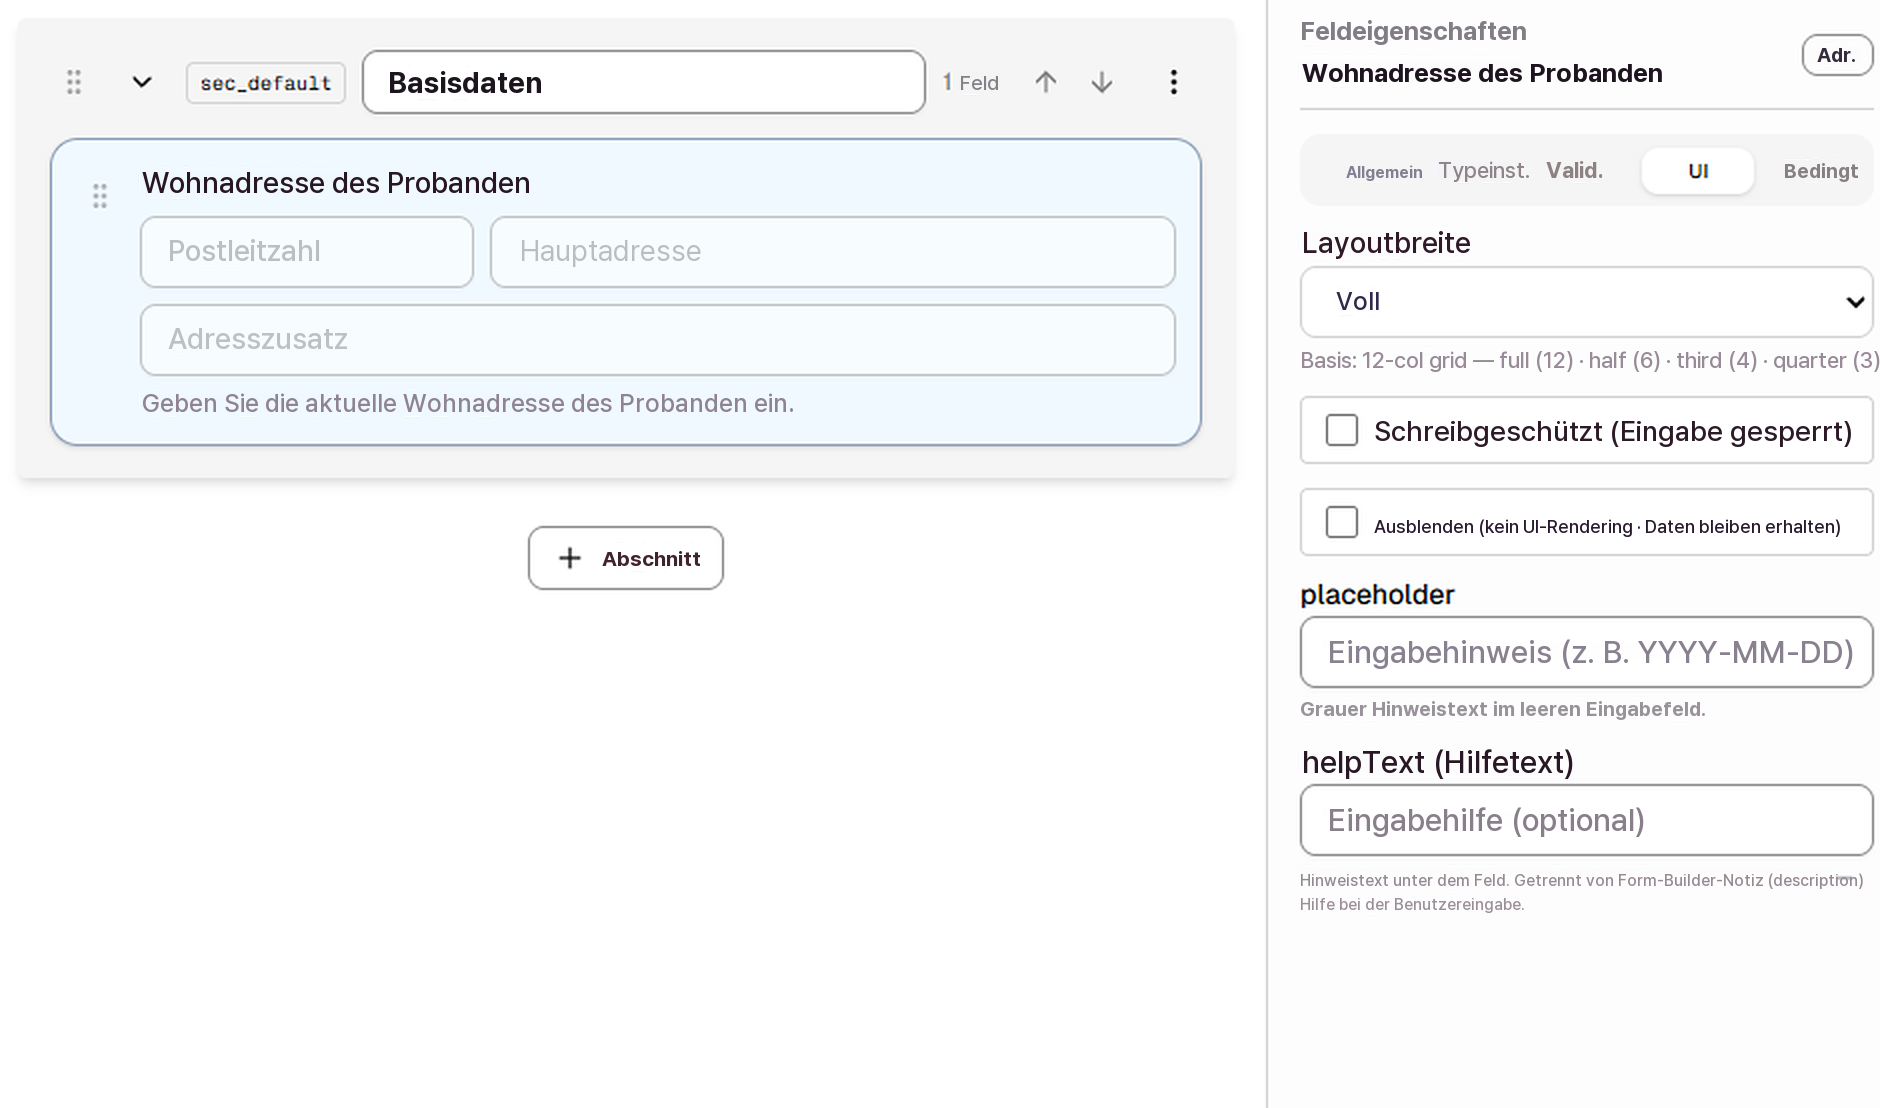 sec_default
Basisdaten
1 Feld
Wohnadresse des Probanden
Postleitzahl
Hauptadresse
Adresszusatz
Geben Sie die aktuelle Wohnadresse des Probanden ein.
Abschnitt
Feldeigenschaften
Wohnadresse des Probanden
Adr.
Allgemein Typeinst. Valid. UI Bedingt
Layoutbreite
Voll
Basis: 12-col grid — full (12) · half (6) · third (4) · quarter (3)
Schreibgeschützt (Eingabe gesperrt)
Ausblenden (kein UI-Rendering · Daten bleiben erhalten)
placeholder
Eingabehinweis (z. B. YYYY-MM-DD)
Grauer Hinweistext im leeren Eingabefeld.
helpText (Hilfetext)
Eingabehilfe (optional)
Hinweistext unter dem Feld. Getrennt von Form-Builder-Notiz (description)
Hilfe bei der Benutzereingabe.